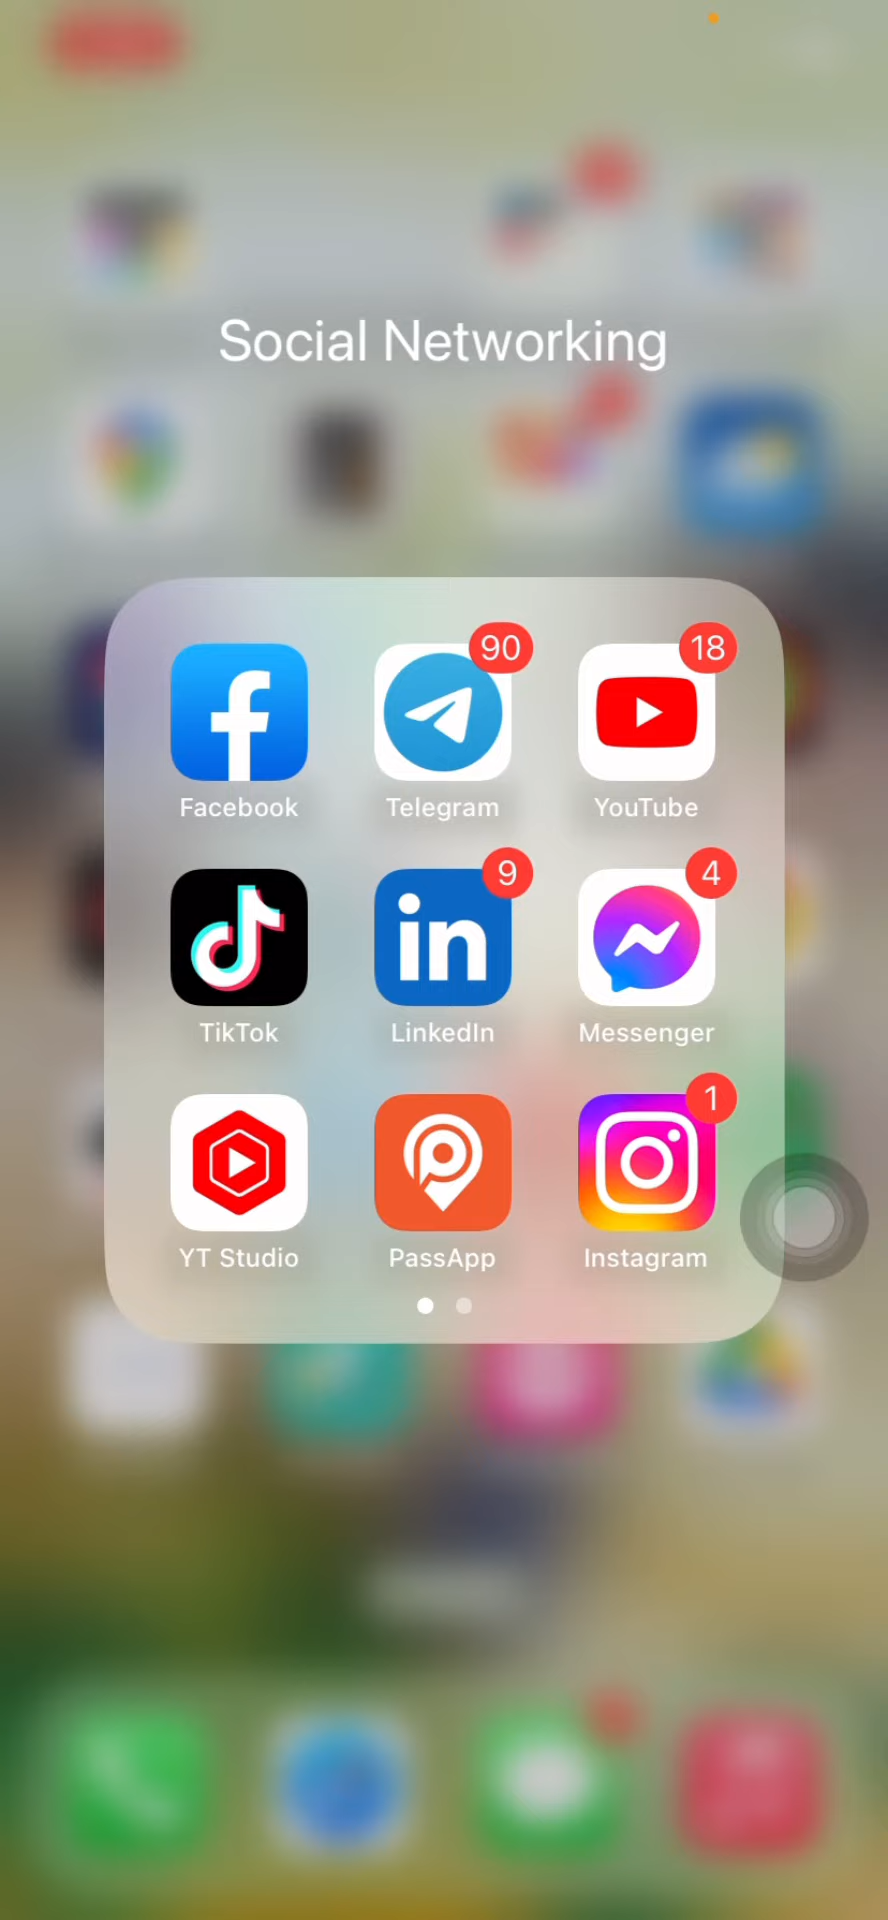 Social Networking
90
18
Facebook
Telegram
YouTube
9
4
TikTok
LinkedIn
Messenger
1
YT Studio
PassApp
Instagram